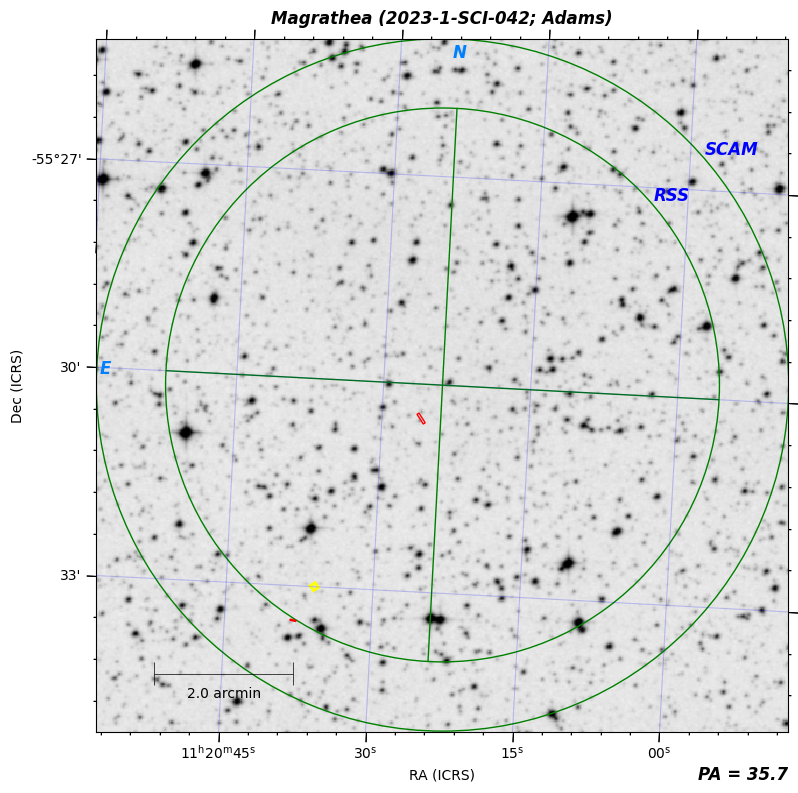 Magrathea (2023-1-SCI-042; Adams)
N
SCAM
-55°27'
RSS
30'
E
Dec (ICRS)
33'
2.0 arcmin
11ʰ20ᵐ45ˢ 30ˢ 15ˢ 00ˢ
RA (ICRS)
PA = 35.7